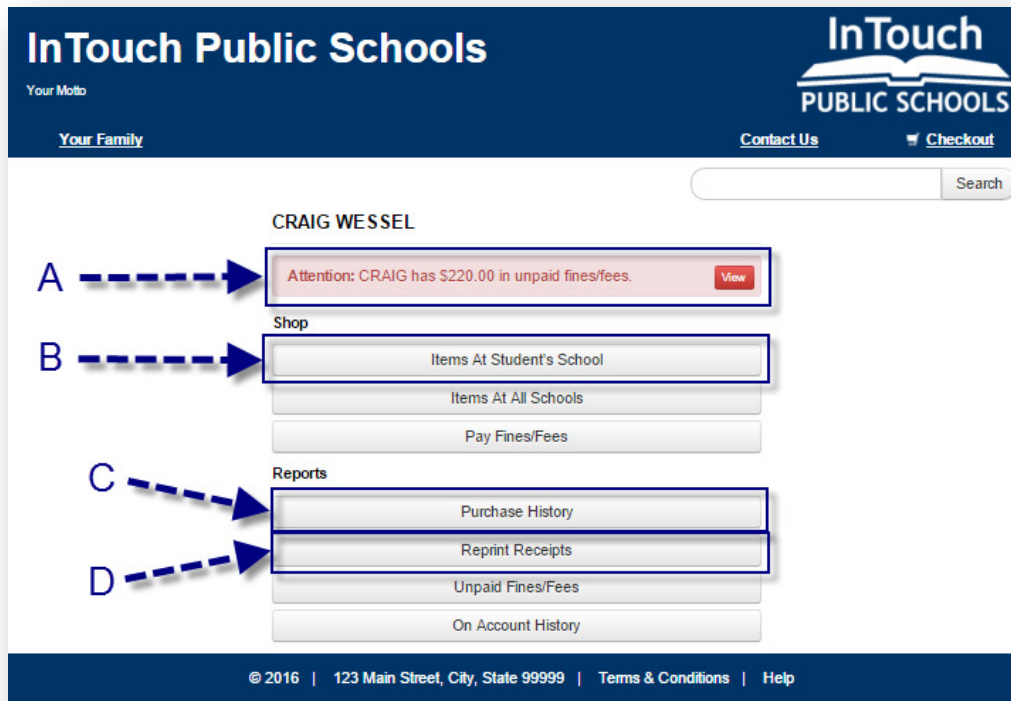 InTouch Public Schools
Your Motto
InTouch
PUBLIC SCHOOLS
Your Family
Contact Us
Checkout
Search
CRAIG WESSEL
A
Attention: CRAIG has $220.00 in unpaid fines/fees.
View
Shop
B
Items At Student's School
Items At All Schools
Pay Fines/Fees
Reports
C
Purchase History
Reprint Receipts
D
Unpaid Fines/Fees
On Account History
© 2016 | 123 Main Street, City, State 99999 | Terms & Conditions | Help